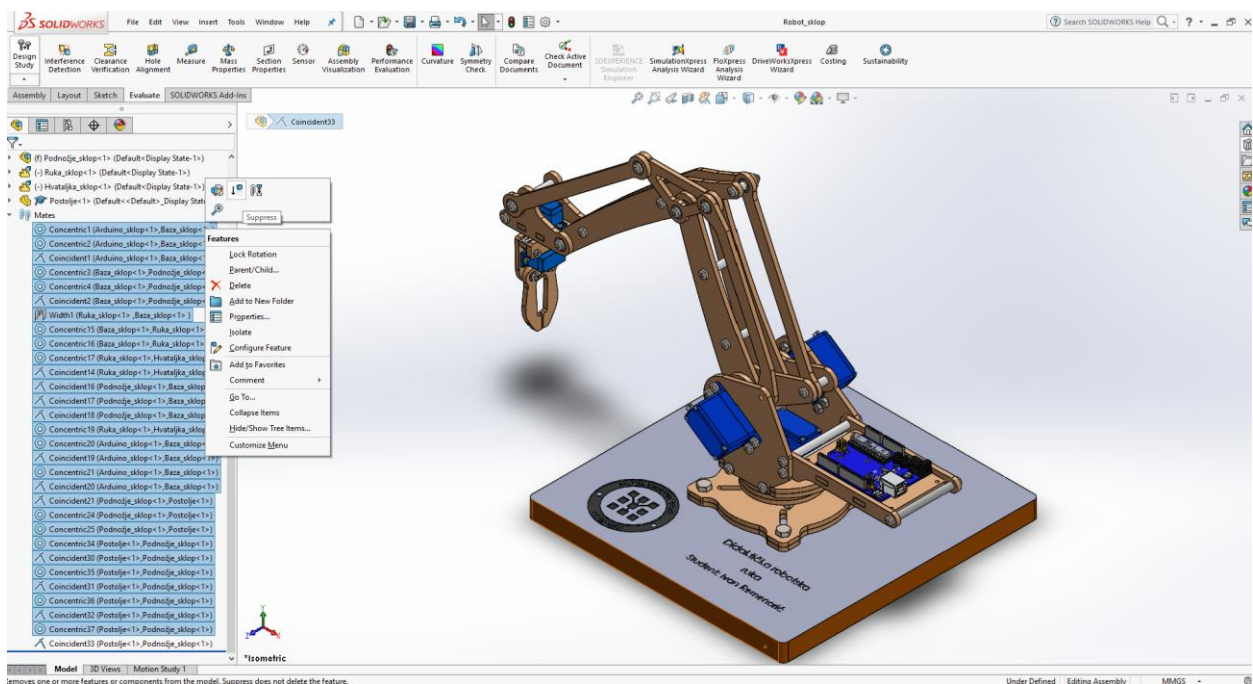 SOLIDWORKS File Edit View Insert Tools Window Help
Robot_sklop
Search SOLIDWORKS Help
Design Study
Interference Detection
Clearance Verification
Hole Alignment
Measure
Mass Properties
Section Properties
Sensor
Assembly Visualization
Performance Evaluation
Curvature
Symmetry Check
Compare Documents
Check Active Document
3DEXPERIENCE Simulation Engineer
SimulationXpress Analysis Wizard
FloXpress Analysis Wizard
DriveWorksXpress Wizard
Costing
Sustainability
Assembly Layout Sketch Evaluate SOLIDWORKS Add-Ins
Coincident33
(f) Podnožje_sklop<1> (Default<Display State-1>)
(-) Ruka_sklop<1> (Default<Display State-1>)
(-) Hvataljka_sklop<1> (Default<Display State-1>)
Postolje<1> (Default<<Default>_Display State
Mates
Concentric1 (Arduino_sklop<1>,Baza_sklop<1>
Concentric2 (Arduino_sklop<1>,Baza_sklop<1>
Coincident1 (Arduino_sklop<1>,Baza_sklop<1>
Concentric3 (Baza_sklop<1>,Podnožje_sklop<
Concentric4 (Baza_sklop<1>,Podnožje_sklop<
Coincident2 (Baza_sklop<1>,Podnožje_sklop<
Width1 (Ruka_sklop<1> ,Baza_sklop<1> )
Concentric15 (Baza_sklop<1>,Ruka_sklop<1>
Concentric16 (Baza_sklop<1>,Ruka_sklop<1>
Concentric17 (Ruka_sklop<1>,Hvataljka_sklop
Coincident14 (Ruka_sklop<1>,Hvataljka_sklop
Coincident16 (Podnožje_sklop<1>,Baza_sklop
Coincident17 (Podnožje_sklop<1>,Baza_sklop
Coincident18 (Podnožje_sklop<1>,Baza_sklop
Concentric19 (Ruka_sklop<1>,Hvataljka_sklop
Concentric20 (Arduino_sklop<1>,Baza_sklop<
Coincident19 (Arduino_sklop<1>,Baza_sklop<1>)
Concentric21 (Arduino_sklop<1>,Baza_sklop<1>)
Coincident20 (Arduino_sklop<1>,Baza_sklop<1>)
Coincident21 (Podnožje_sklop<1>,Postolje<1>)
Concentric24 (Podnožje_sklop<1>,Postolje<1>)
Concentric25 (Podnožje_sklop<1>,Postolje<1>)
Concentric34 (Postolje<1>,Podnožje_sklop<1>)
Coincident30 (Postolje<1>,Podnožje_sklop<1>)
Concentric35 (Postolje<1>,Podnožje_sklop<1>)
Coincident31 (Postolje<1>,Podnožje_sklop<1>)
Concentric36 (Postolje<1>,Podnožje_sklop<1>)
Coincident32 (Postolje<1>,Podnožje_sklop<1>)
Concentric37 (Postolje<1>,Podnožje_sklop<1>)
Coincident33 (Postolje<1>,Podnožje_sklop<1>)
Suppress
Features
Lock Rotation
Parent/Child...
Delete
Add to New Folder
Properties...
Isolate
Configure Feature
Add to Favorites
Comment
Go To...
Collapse Items
Hide/Show Tree Items...
Customize Menu
Didaktička robotska
ruka
Student: Ivan
Y
Z
X
*Isometric
Model 3D Views Motion Study 1
Removes one or more features or components from the model. Suppress does not delete the feature.
Under Defined Editing Assembly MMGS